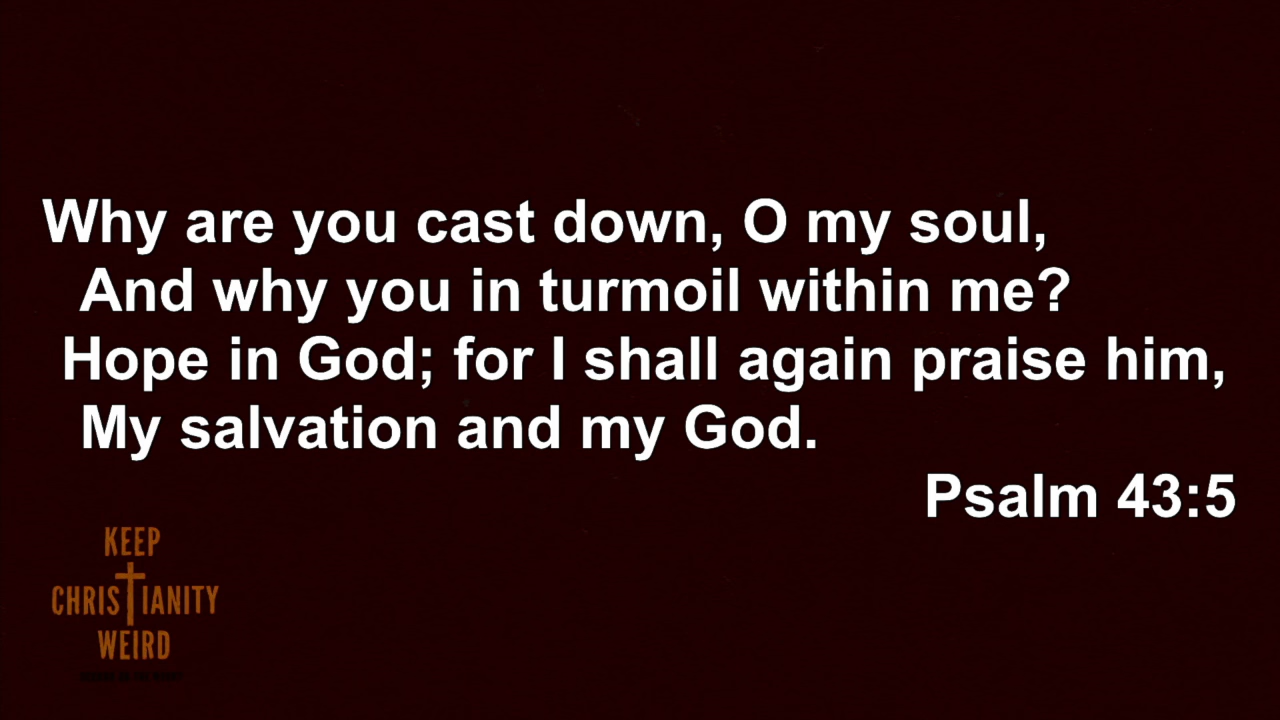 Why are you cast down, O my soul,
And why you in turmoil within me?
Hope in God; for I shall again praise him,
My salvation and my God.
Psalm 43:5
KEEP
CHRISTIANITY
WEIRD